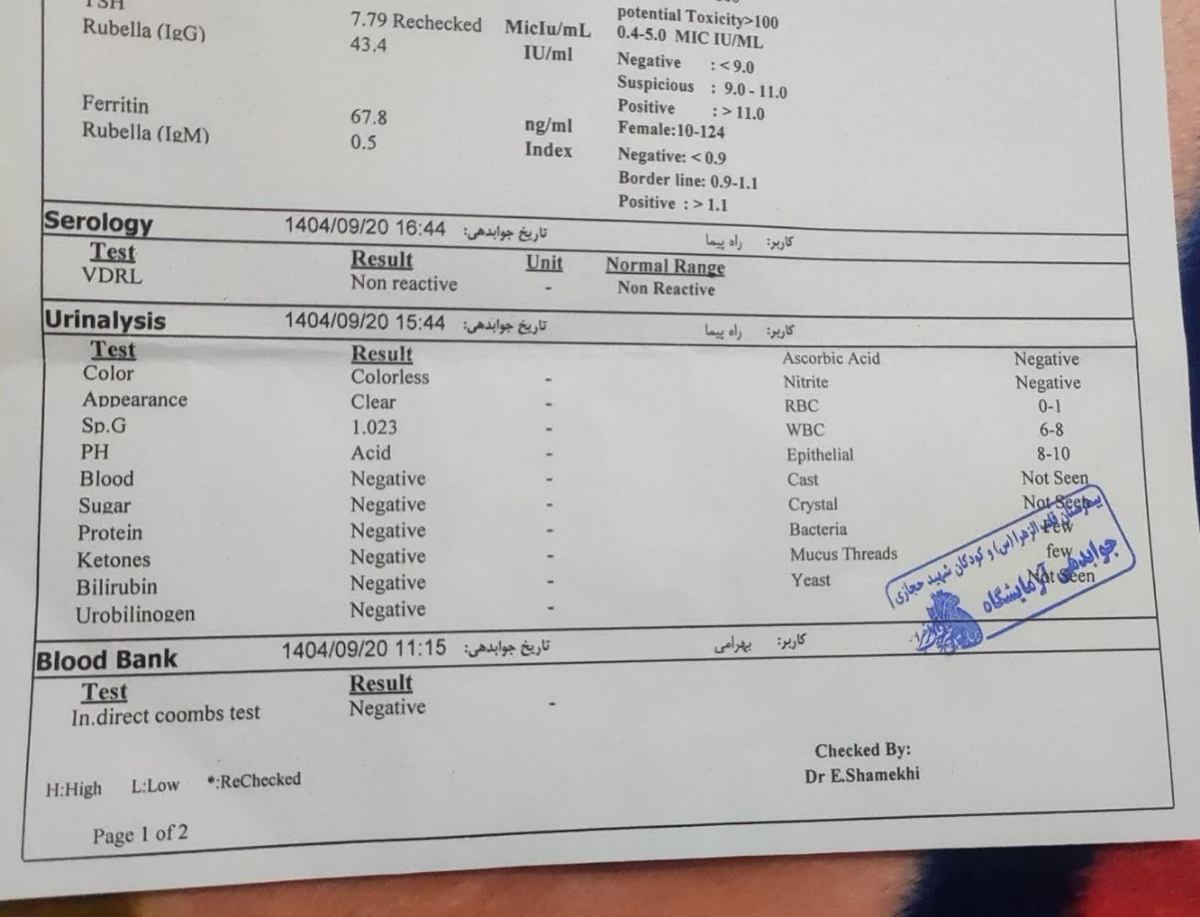 TSH 7.79 Rechecked MicIu/mL 0.4-5.0 MIC IU/ML
potential Toxicity>100
Rubella (IgG) 43.4 IU/ml Negative : <9.0
Suspicious : 9.0 - 11.0
Positive : > 11.0
Ferritin 67.8 ng/ml Female:10-124
Rubella (IgM) 0.5 Index Negative: < 0.9
Border line: 0.9-1.1
Positive : > 1.1
Serology 1404/09/20 16:44 تاریخ جوابدهی: راه پیما کاربر:
Test Result Unit Normal Range
VDRL Non reactive - Non Reactive
Urinalysis 1404/09/20 15:44 تاریخ جوابدهی: راه پیما کاربر:
Test Result
Color Colorless -
Appearance Clear -
Sp.G 1.023 -
PH Acid -
Blood Negative -
Sugar Negative -
Protein Negative -
Ketones Negative -
Bilirubin Negative -
Urobilinogen Negative -
Ascorbic Acid Negative
Nitrite Negative
RBC 0-1
WBC 6-8
Epithelial 8-10
Cast Not Seen
Crystal Not Seen
Bacteria Few
Mucus Threads few
Yeast Not Seen
بیمارستان قلب الزهرا(س) و کودکان شهید حجازی
جوابدهی آزمایشگاه
Blood Bank 1404/09/20 11:15 تاریخ جوابدهی: بهرامی کاربر:
Test Result
In.direct coombs test Negative -
Checked By:
Dr E.Shamekhi
H:High L:Low *:ReChecked
Page 1 of 2